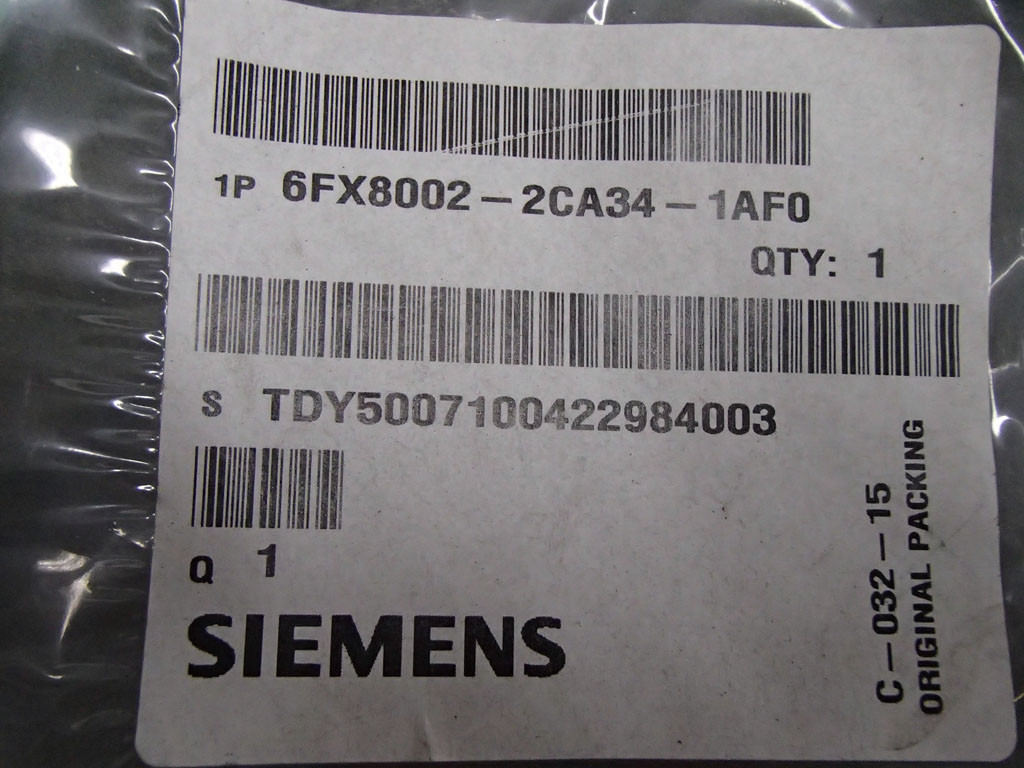 1P 6FX8002-2CA34-1AF0
QTY: 1
S TDY5007100422984003
Q 1
SIEMENS
C-032-15
ORIGINAL PACKING